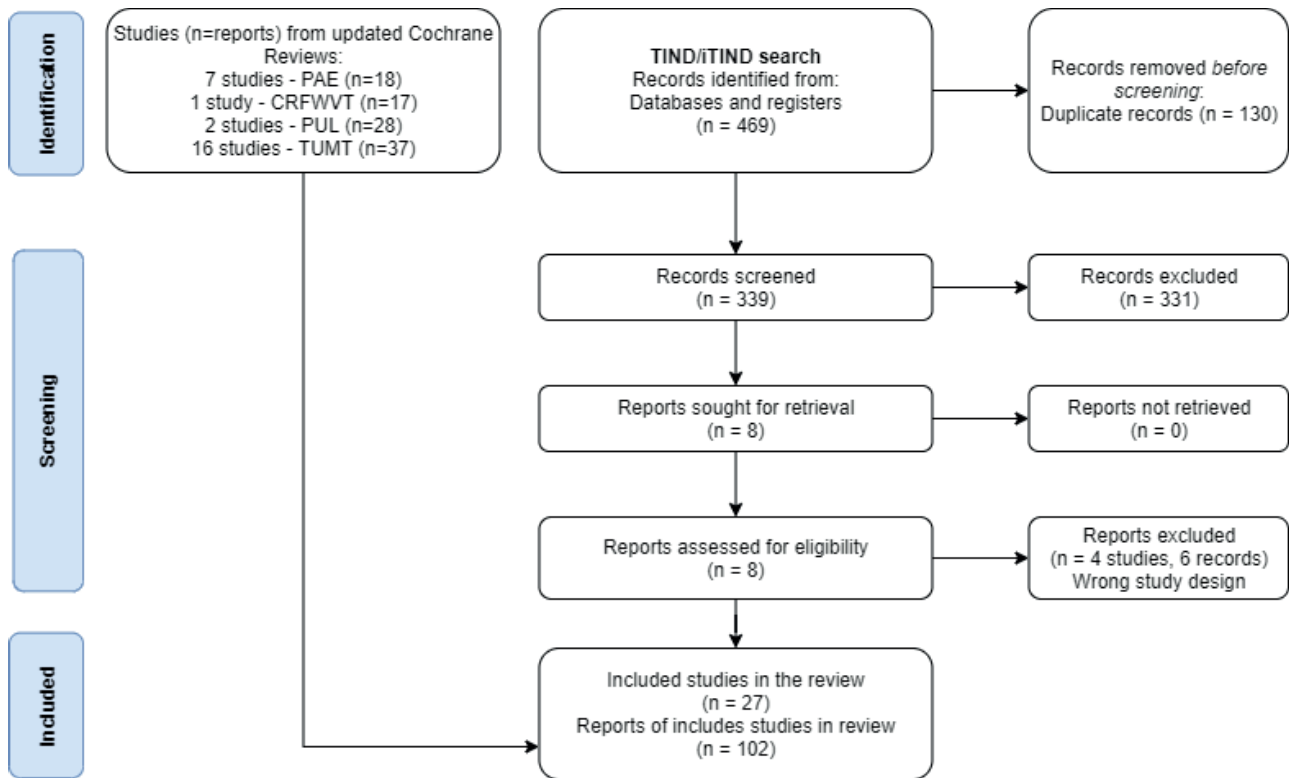 Identification
Studies (n=reports) from updated Cochrane
Reviews:
7 studies - PAE (n=18)
1 study - CRFWVT (n=17)
2 studies - PUL (n=28)
16 studies - TUMT (n=37)
TIND/iTIND search
Records identified from:
Databases and registers
(n = 469)
Records removed before
screening:
Duplicate records (n = 130)
Screening
Records screened
(n = 339)
Records excluded
(n = 331)
Reports sought for retrieval
(n = 8)
Reports not retrieved
(n = 0)
Reports assessed for eligibility
(n = 8)
Reports excluded
(n = 4 studies, 6 records)
Wrong study design
Included
Included studies in the review
(n = 27)
Reports of includes studies in review
(n = 102)